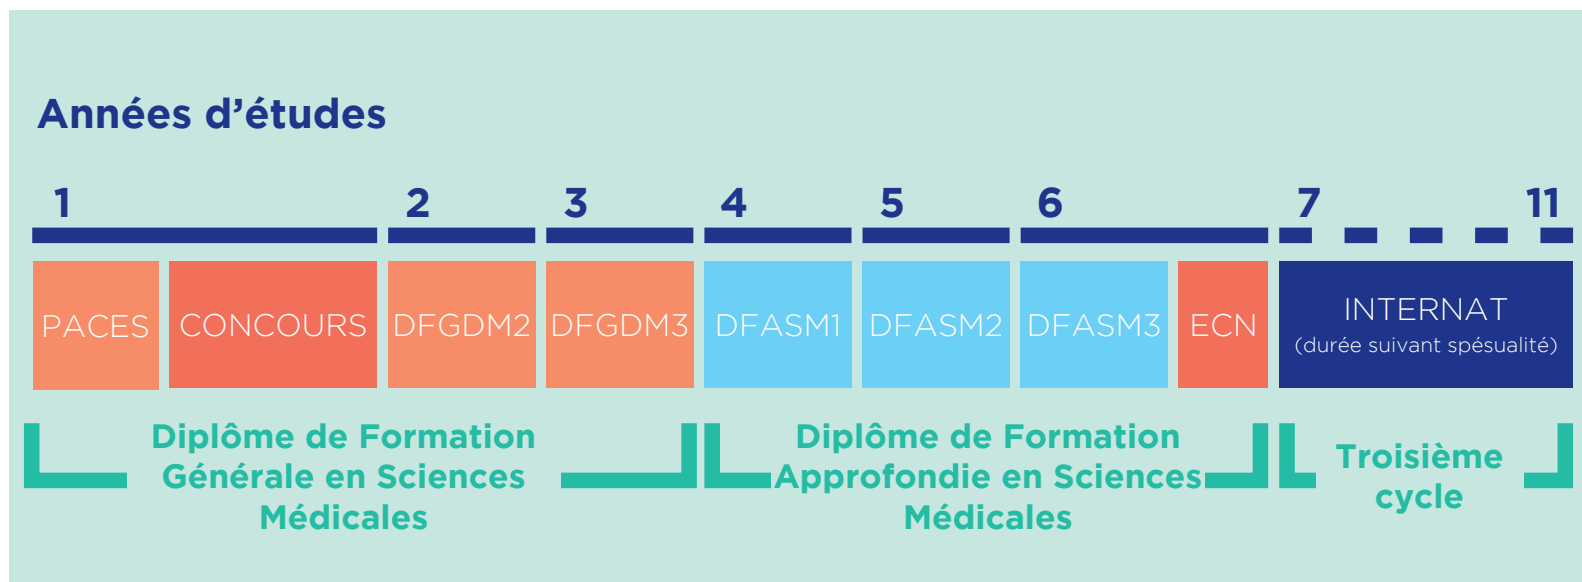 Années d’études
1 2 3 4 5 6 7 11
PACES CONCOURS DFGDM2 DFGDM3 DFASM1 DFASM2 DFASM3 ECN INTERNAT
(durée suivant spésualité)
Diplôme de Formation
Générale en Sciences
Médicales
Diplôme de Formation
Approfondie en Sciences
Médicales
Troisième
cycle